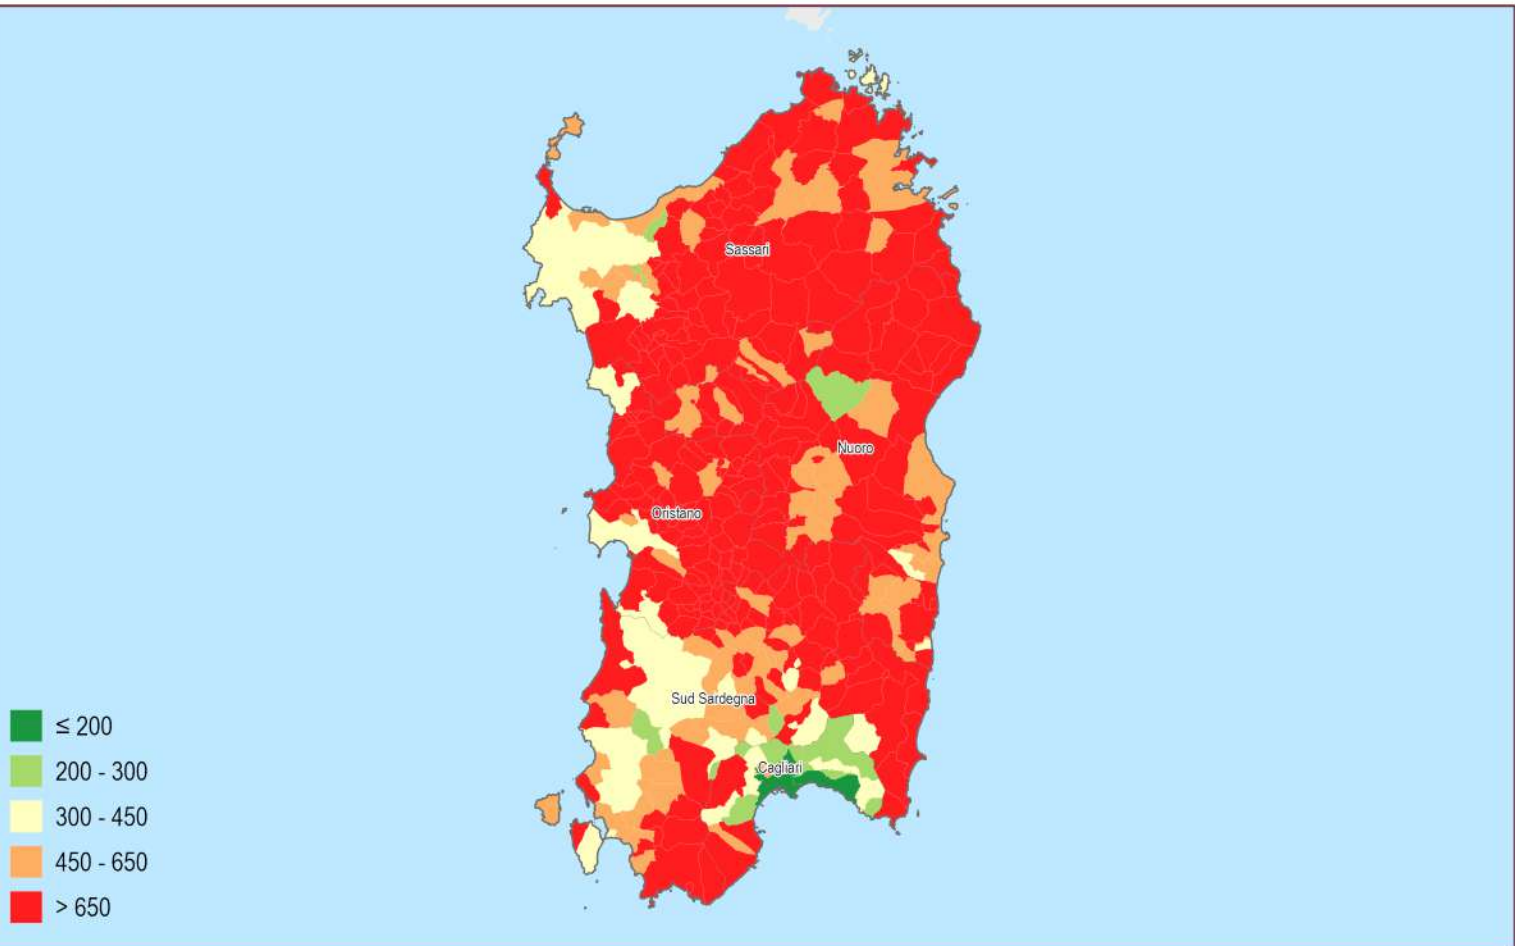 Sassari
Nuoro
Oristano
Sud Sardegna
Cagliari
≤ 200
200 - 300
300 - 450
450 - 650
> 650